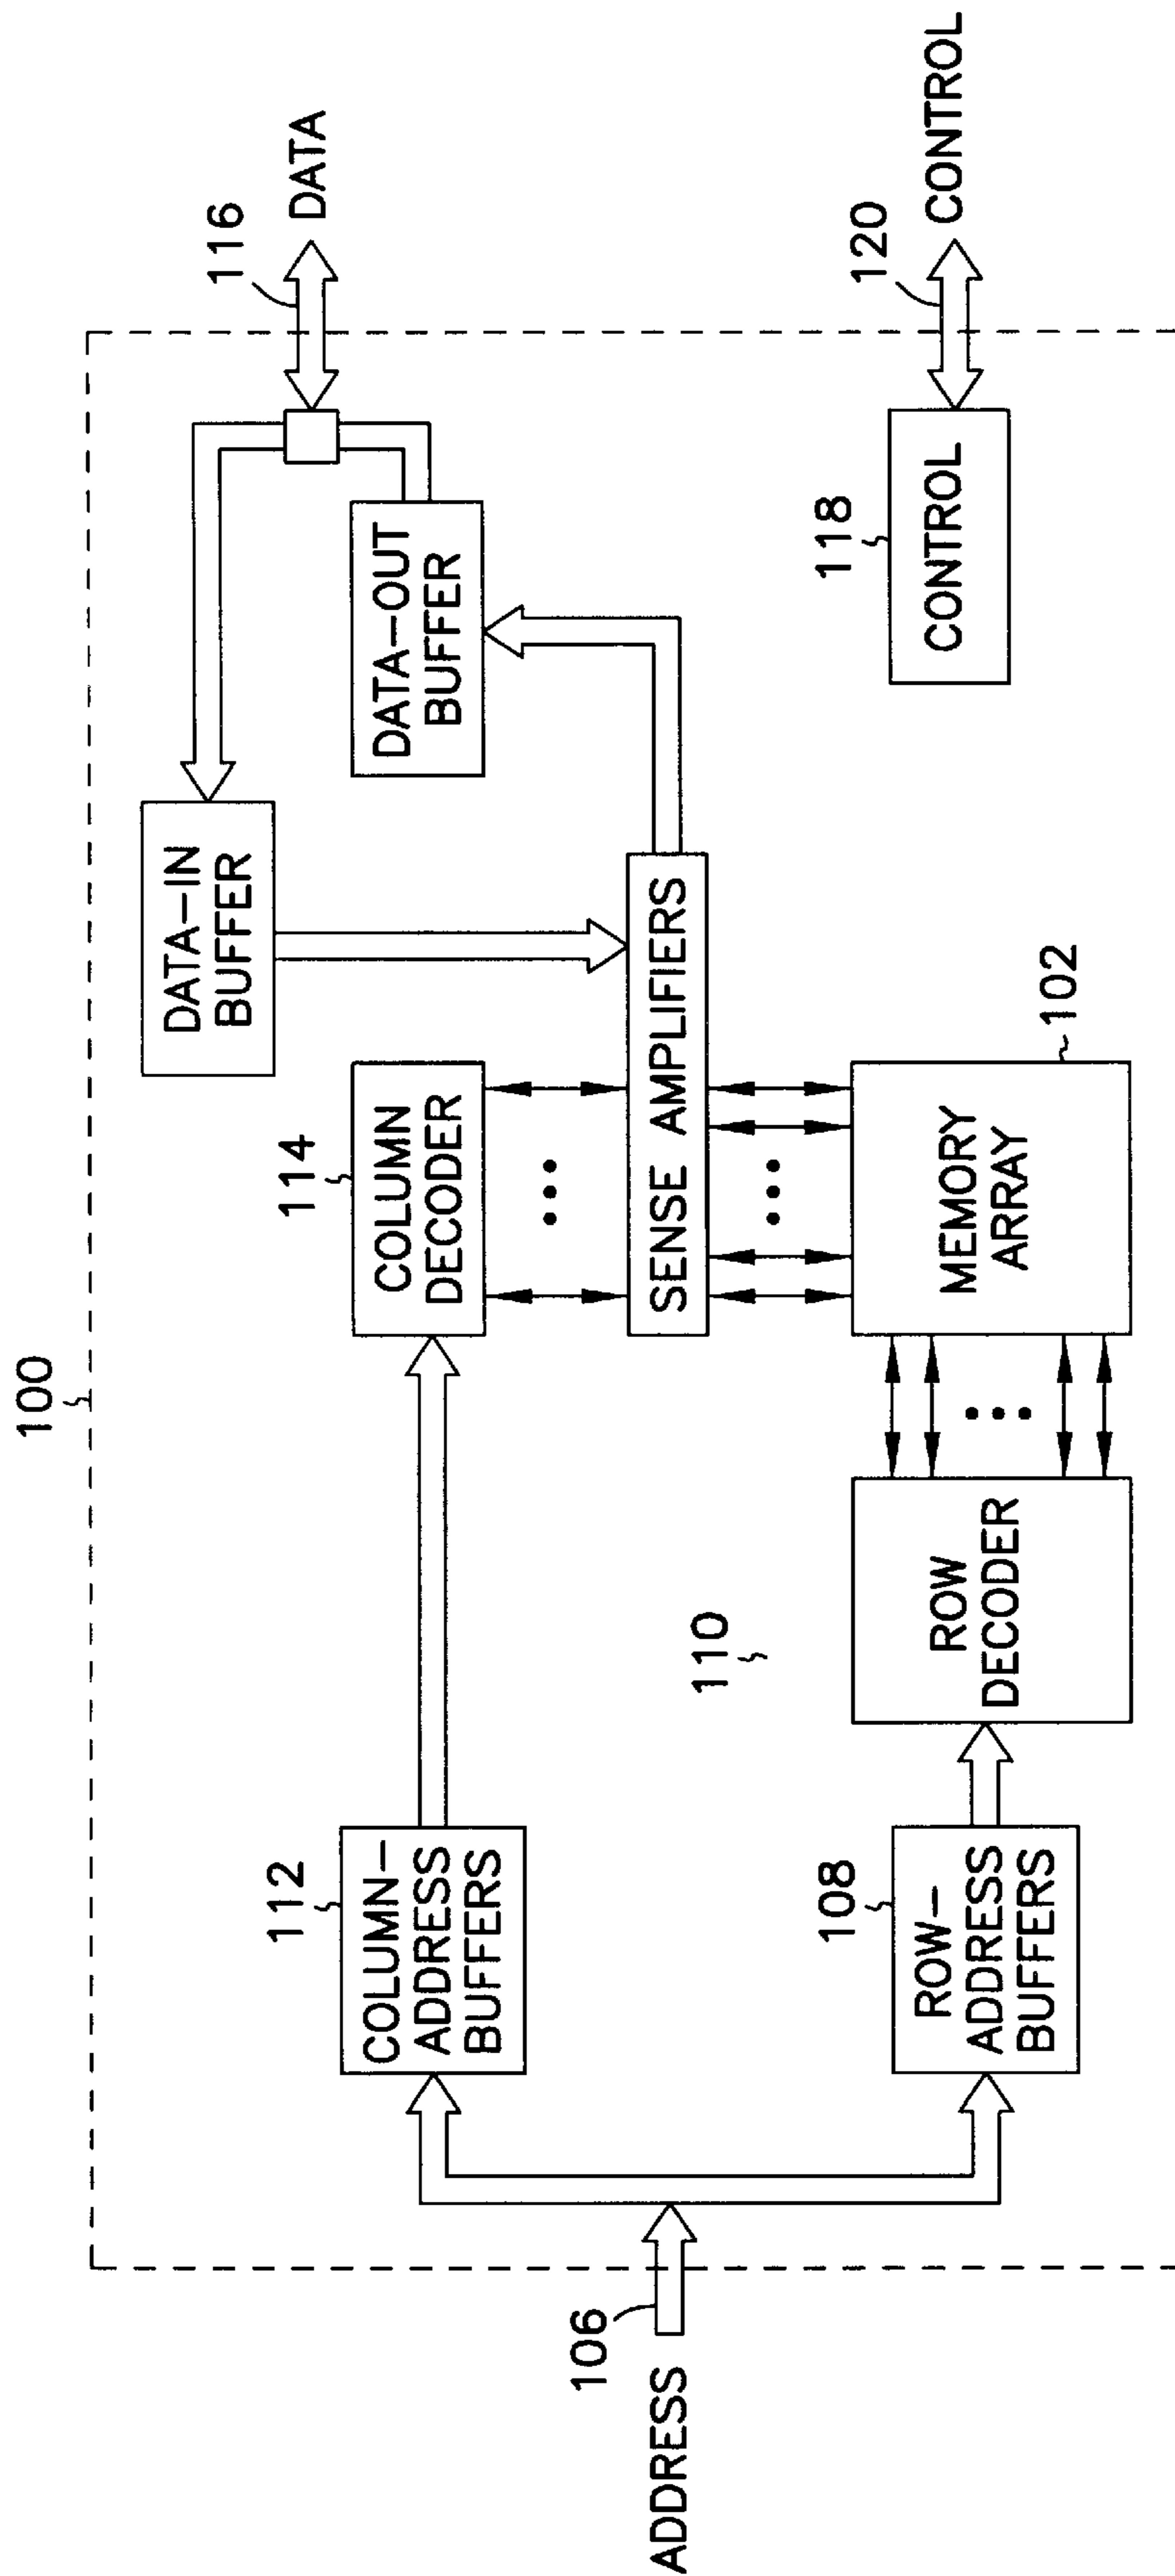 100
116
DATA
DATA-IN
BUFFER
112
COLUMN-
ADDRESS
BUFFERS
114
COLUMN
DECODER
DATA-OUT
BUFFER
106
ADDRESS
SENSE AMPLIFIERS
110
108
ROW-
ADDRESS
BUFFERS
ROW
DECODER
MEMORY
ARRAY
102
118
CONTROL
120
CONTROL